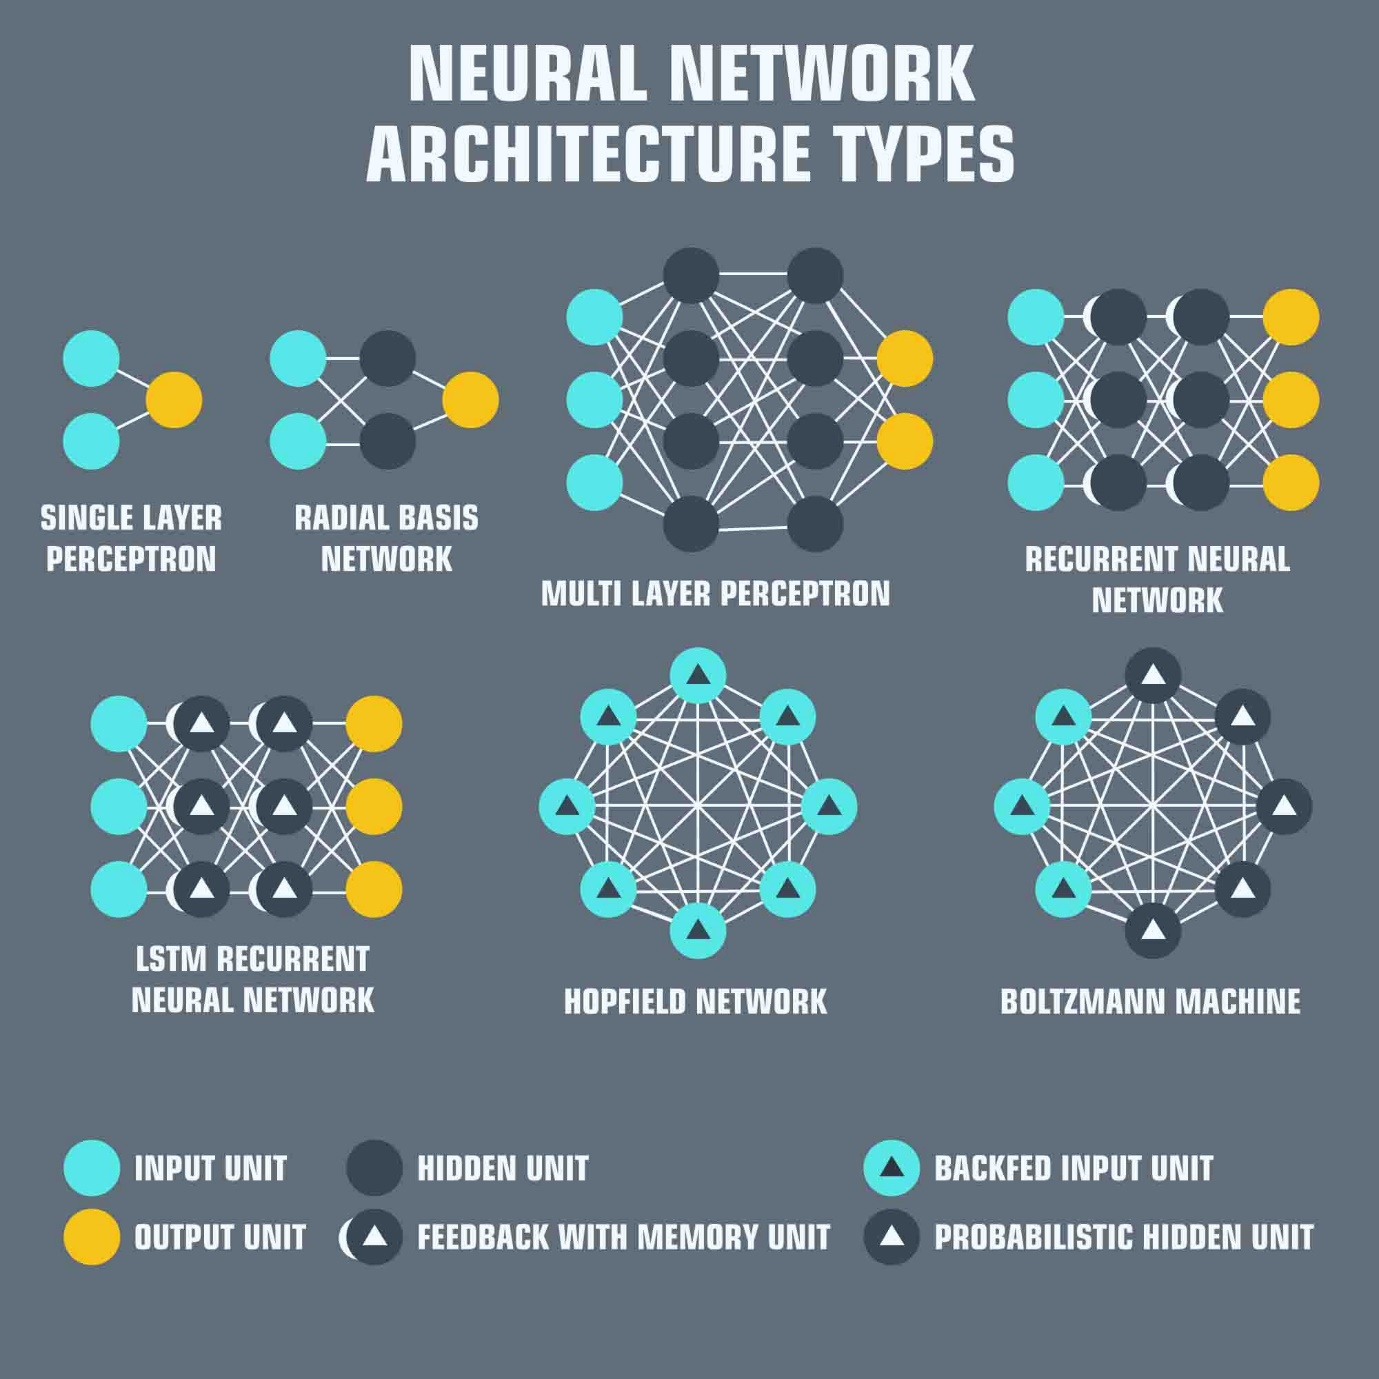 NEURAL NETWORK
ARCHITECTURE TYPES
SINGLE LAYER
PERCEPTRON
RADIAL BASIS
NETWORK
MULTI LAYER PERCEPTRON
RECURRENT NEURAL
NETWORK
LSTM RECURRENT
NEURAL NETWORK
HOPFIELD NETWORK
BOLTZMANN MACHINE
INPUT UNIT
HIDDEN UNIT
BACKFED INPUT UNIT
OUTPUT UNIT
FEEDBACK WITH MEMORY UNIT
PROBABILISTIC HIDDEN UNIT